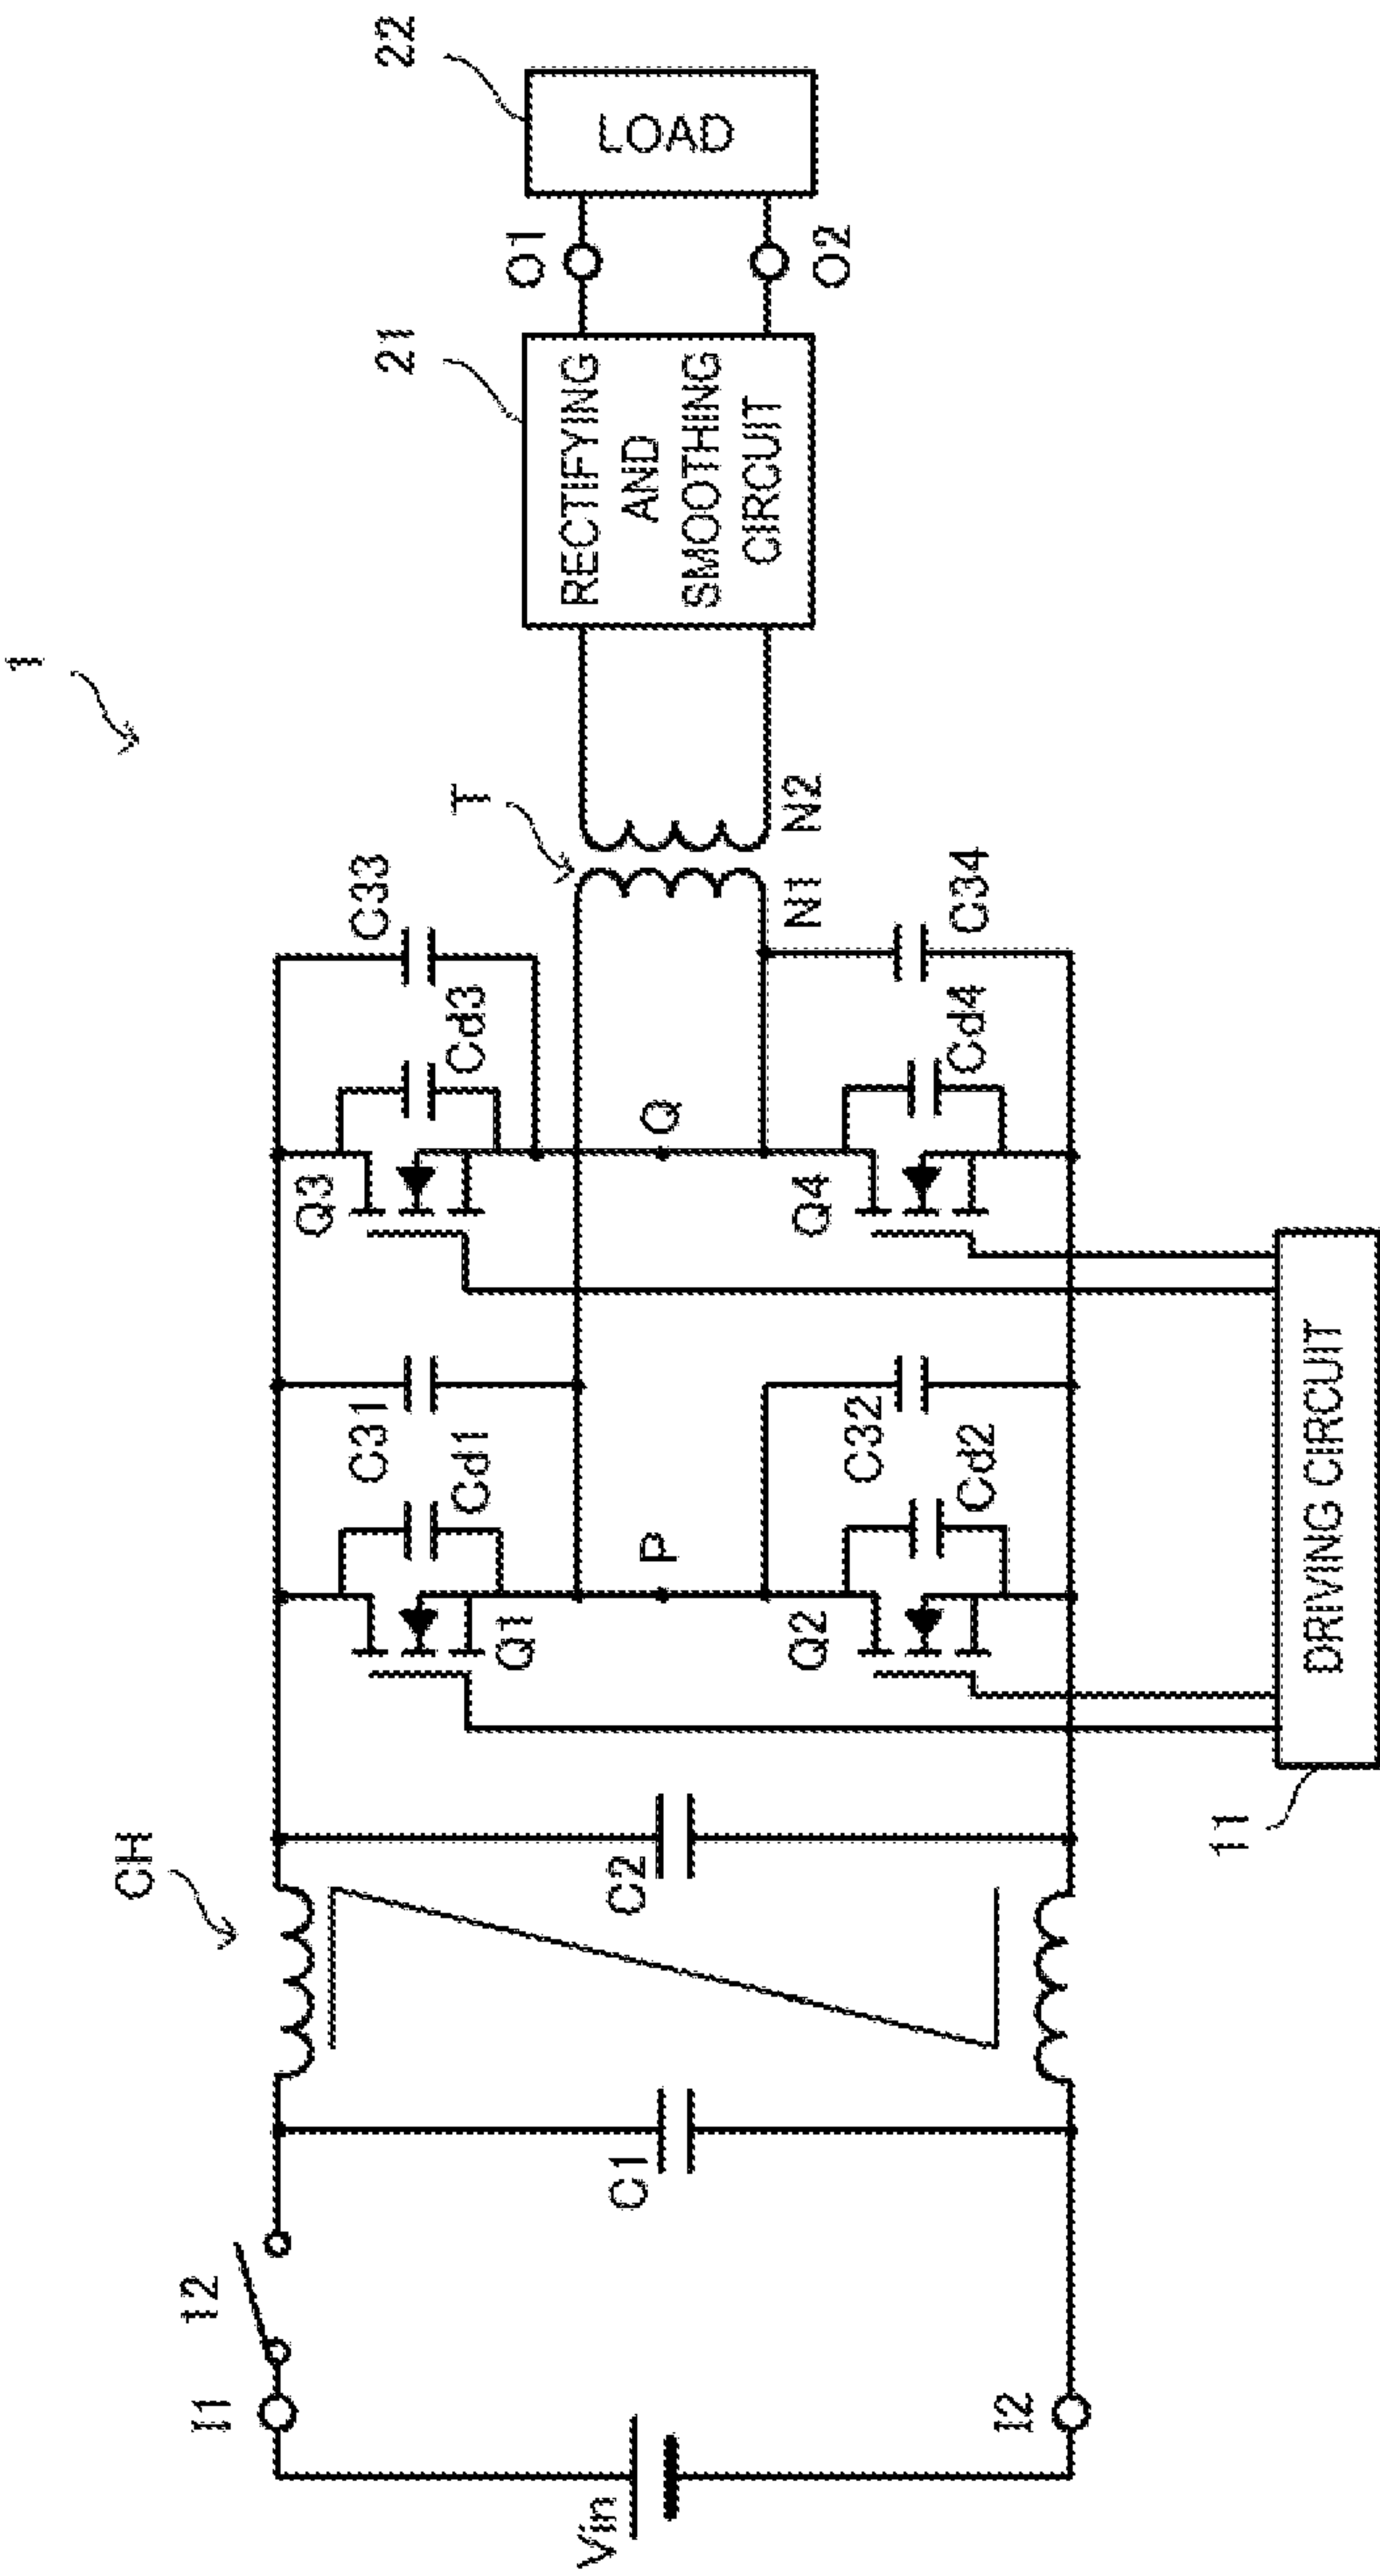 1
CH
T
21
22
I1
12
Vin
I2
C1
C2
Q1
Cd1
C31
P
Q2
Cd2
C32
Q3
Cd3
C33
Q
Q4
Cd4
C34
N1
N2
RECTIFYING
AND
SMOOTHING
CIRCUIT
O1
O2
LOAD
11
DRIVING CIRCUIT